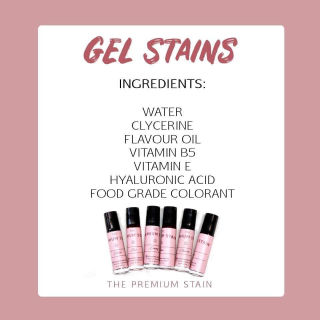 GEL STAINS
INGREDIENTS:
WATER
CLYCERINE
FLAVOUR OIL
VITAMIN B5
VITAMIN E
HYALURONIC ACID
FOOD GRADE COLORANT
THE PREMIUM STAIN